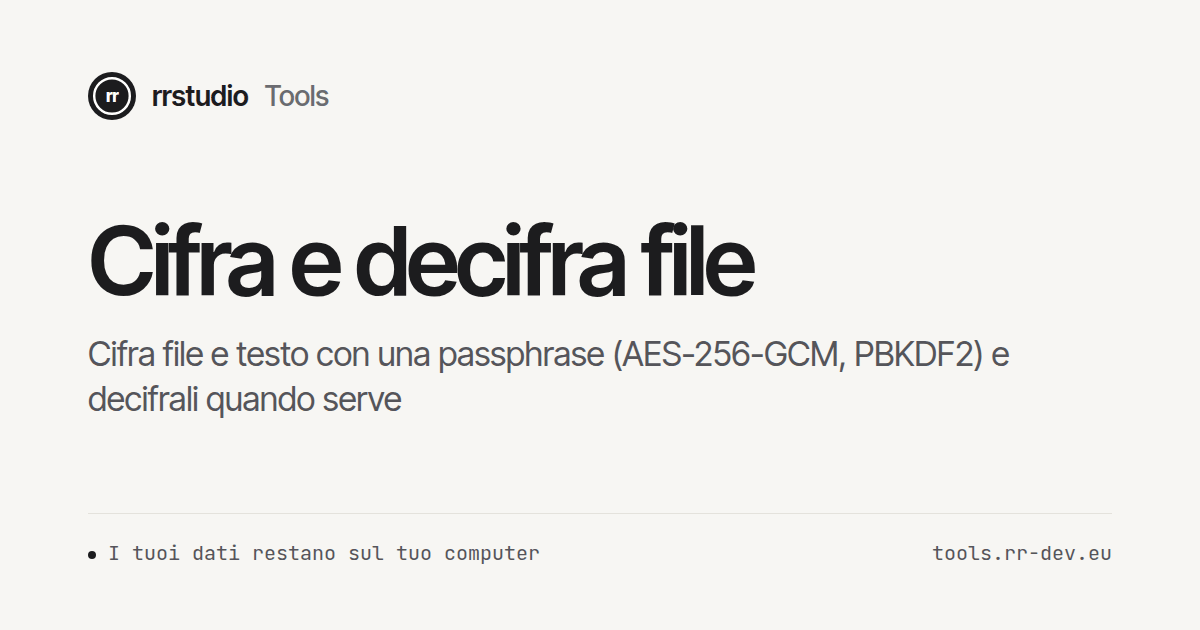 rr rrstudio Tools
Cifra e decifra file
Cifra file e testo con una passphrase (AES-256-GCM, PBKDF2) e
decifrali quando serve
• I tuoi dati restano sul tuo computer
tools.rr-dev.eu